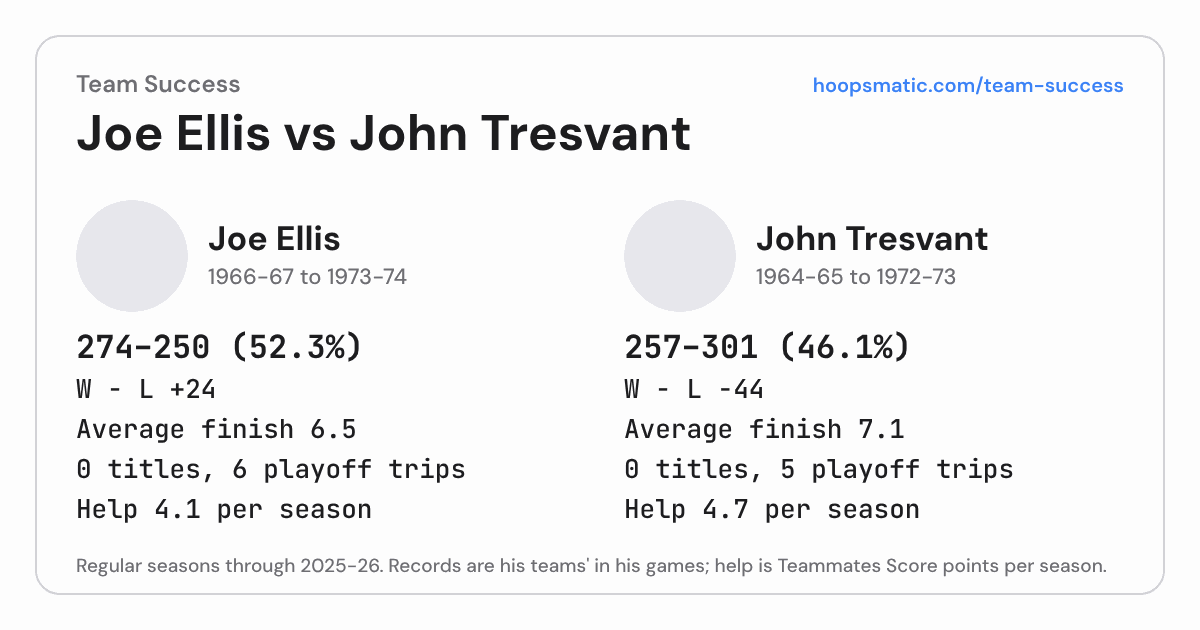 Team Success
hoopsmatic.com/team-success
Joe Ellis vs John Tresvant
Joe Ellis
1966-67 to 1973-74
274-250 (52.3%)
W - L +24
Average finish 6.5
0 titles, 6 playoff trips
Help 4.1 per season
John Tresvant
1964-65 to 1972-73
257-301 (46.1%)
W - L -44
Average finish 7.1
0 titles, 5 playoff trips
Help 4.7 per season
Regular seasons through 2025-26. Records are his teams' in his games; help is Teammates Score points per season.